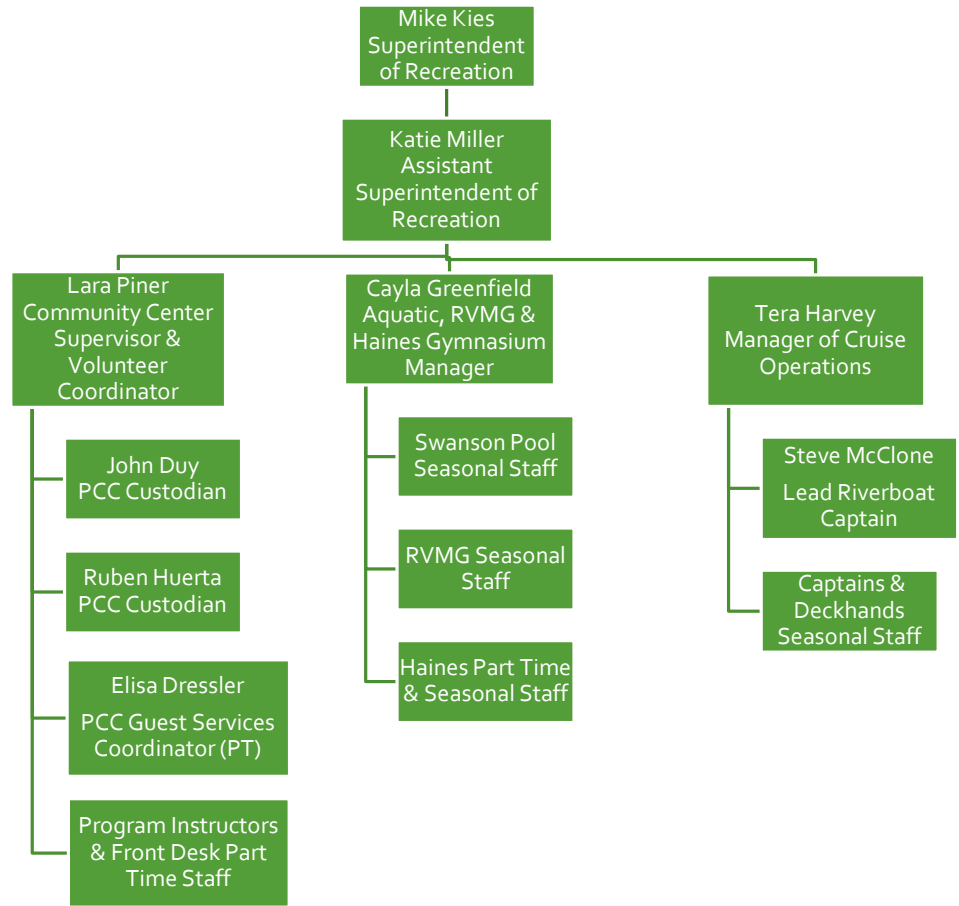 Mike Kies
Superintendent
of Recreation
Katie Miller
Assistant
Superintendent of
Recreation
Lara Piner
Community Center
Supervisor &
Volunteer
Coordinator
John Duy
PCC Custodian
Ruben Huerta
PCC Custodian
Elisa Dressler
PCC Guest Services
Coordinator (PT)
Program Instructors
& Front Desk Part
Time Staff
Cayla Greenfield
Aquatic, RVMG &
Haines Gymnasium
Manager
Swanson Pool
Seasonal Staff
RVMG Seasonal
Staff
Haines Part Time
& Seasonal Staff
Tera Harvey
Manager of Cruise
Operations
Steve McClone
Lead Riverboat
Captain
Captains &
Deckhands
Seasonal Staff